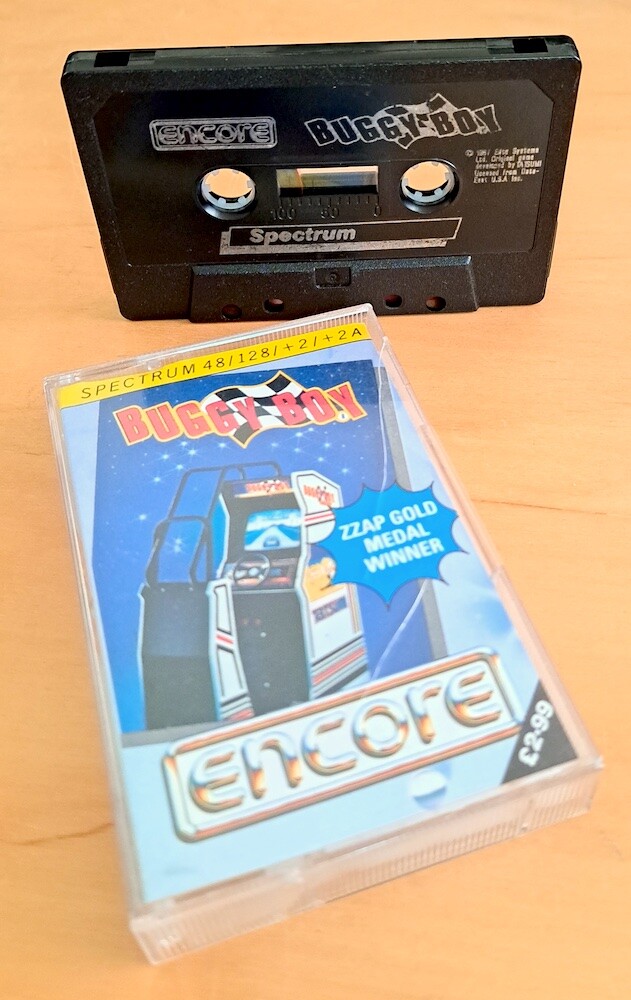 encore
BUGGY BOY
© 1987 Elite Systems
Ltd. Original game
developed by TATSUMI
licensed from Data-
East U.S.A Inc.
100 50 0
Spectrum
SPECTRUM 48/128/+2/+2A
BUGGY BOY
ZZAP GOLD
MEDAL
WINNER
encore
£2·99